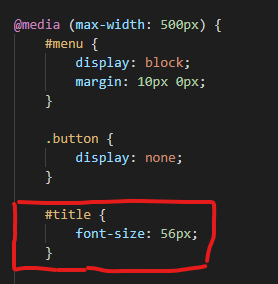 @media (max-width: 500px) {
#menu {
display: block;
margin: 10px 0px;
}
.button {
display: none;
}
#title {
font-size: 56px;
}